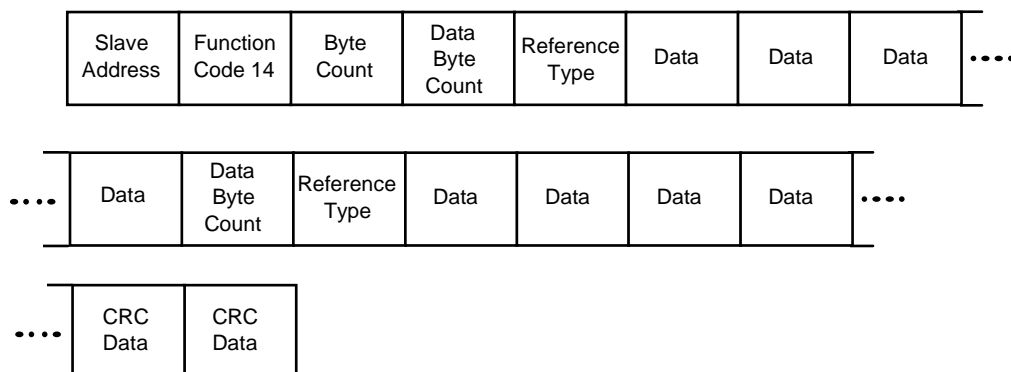 Slave
Address
Function
Code 14
Byte
Count
Data
Byte
Count
Reference
Type
Data
Data
Data
Data
Data
Byte
Count
Reference
Type
Data
Data
Data
Data
CRC
Data
CRC
Data